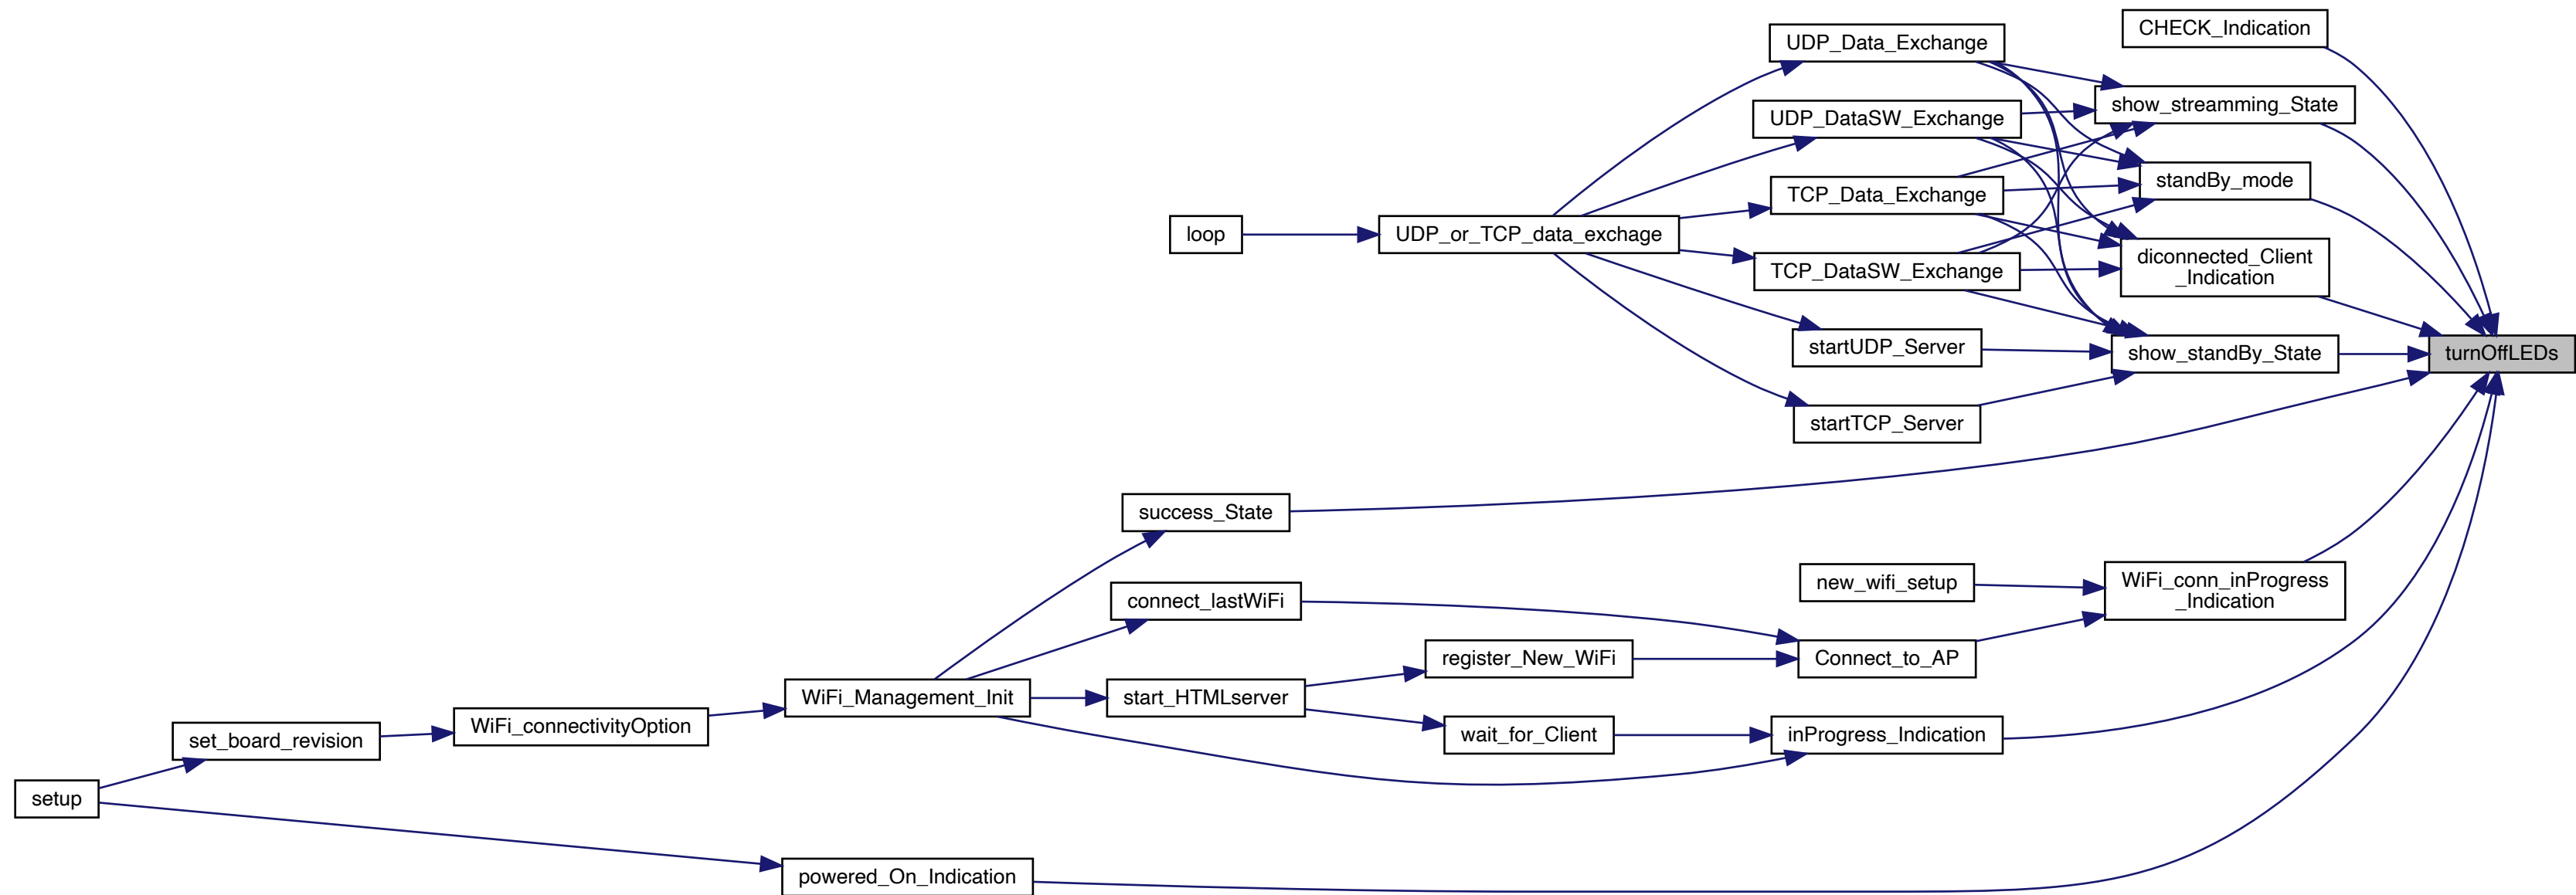 CHECK_Indication
UDP_Data_Exchange
show_streamming_State
UDP_DataSW_Exchange
standBy_mode
TCP_Data_Exchange
loop
UDP_or_TCP_data_exchage
diconnected_Client
_Indication
TCP_DataSW_Exchange
startUDP_Server
show_standBy_State
turnOffLEDs
startTCP_Server
success_State
new_wifi_setup
WiFi_conn_inProgress
_Indication
connect_lastWiFi
register_New_WiFi
Connect_to_AP
WiFi_Management_Init
start_HTMLserver
set_board_revision
WiFi_connectivityOption
wait_for_Client
inProgress_Indication
setup
powered_On_Indication